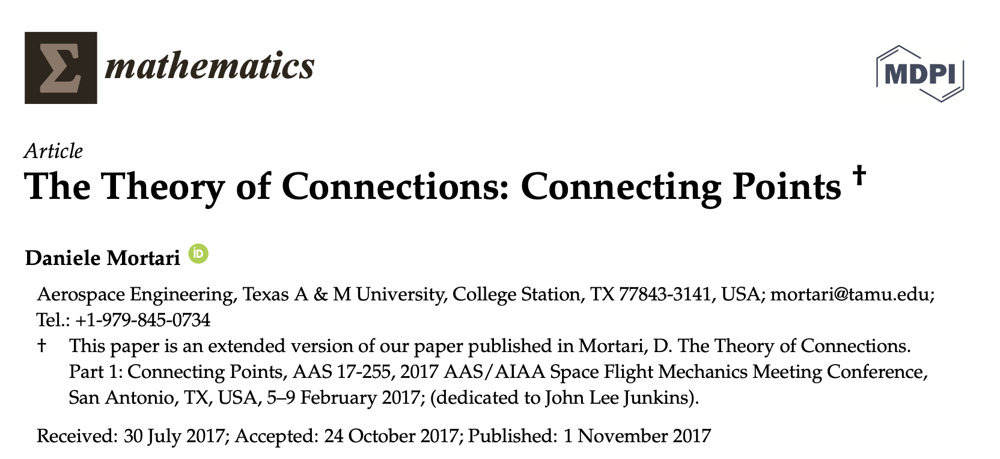 Σ mathematics
MDPI
Article
The Theory of Connections: Connecting Points †
Daniele Mortari iD
Aerospace Engineering, Texas A & M University, College Station, TX 77843-3141, USA; mortari@tamu.edu;
Tel.: +1-979-845-0734
† This paper is an extended version of our paper published in Mortari, D. The Theory of Connections.
Part 1: Connecting Points, AAS 17-255, 2017 AAS/AIAA Space Flight Mechanics Meeting Conference,
San Antonio, TX, USA, 5–9 February 2017; (dedicated to John Lee Junkins).
Received: 30 July 2017; Accepted: 24 October 2017; Published: 1 November 2017